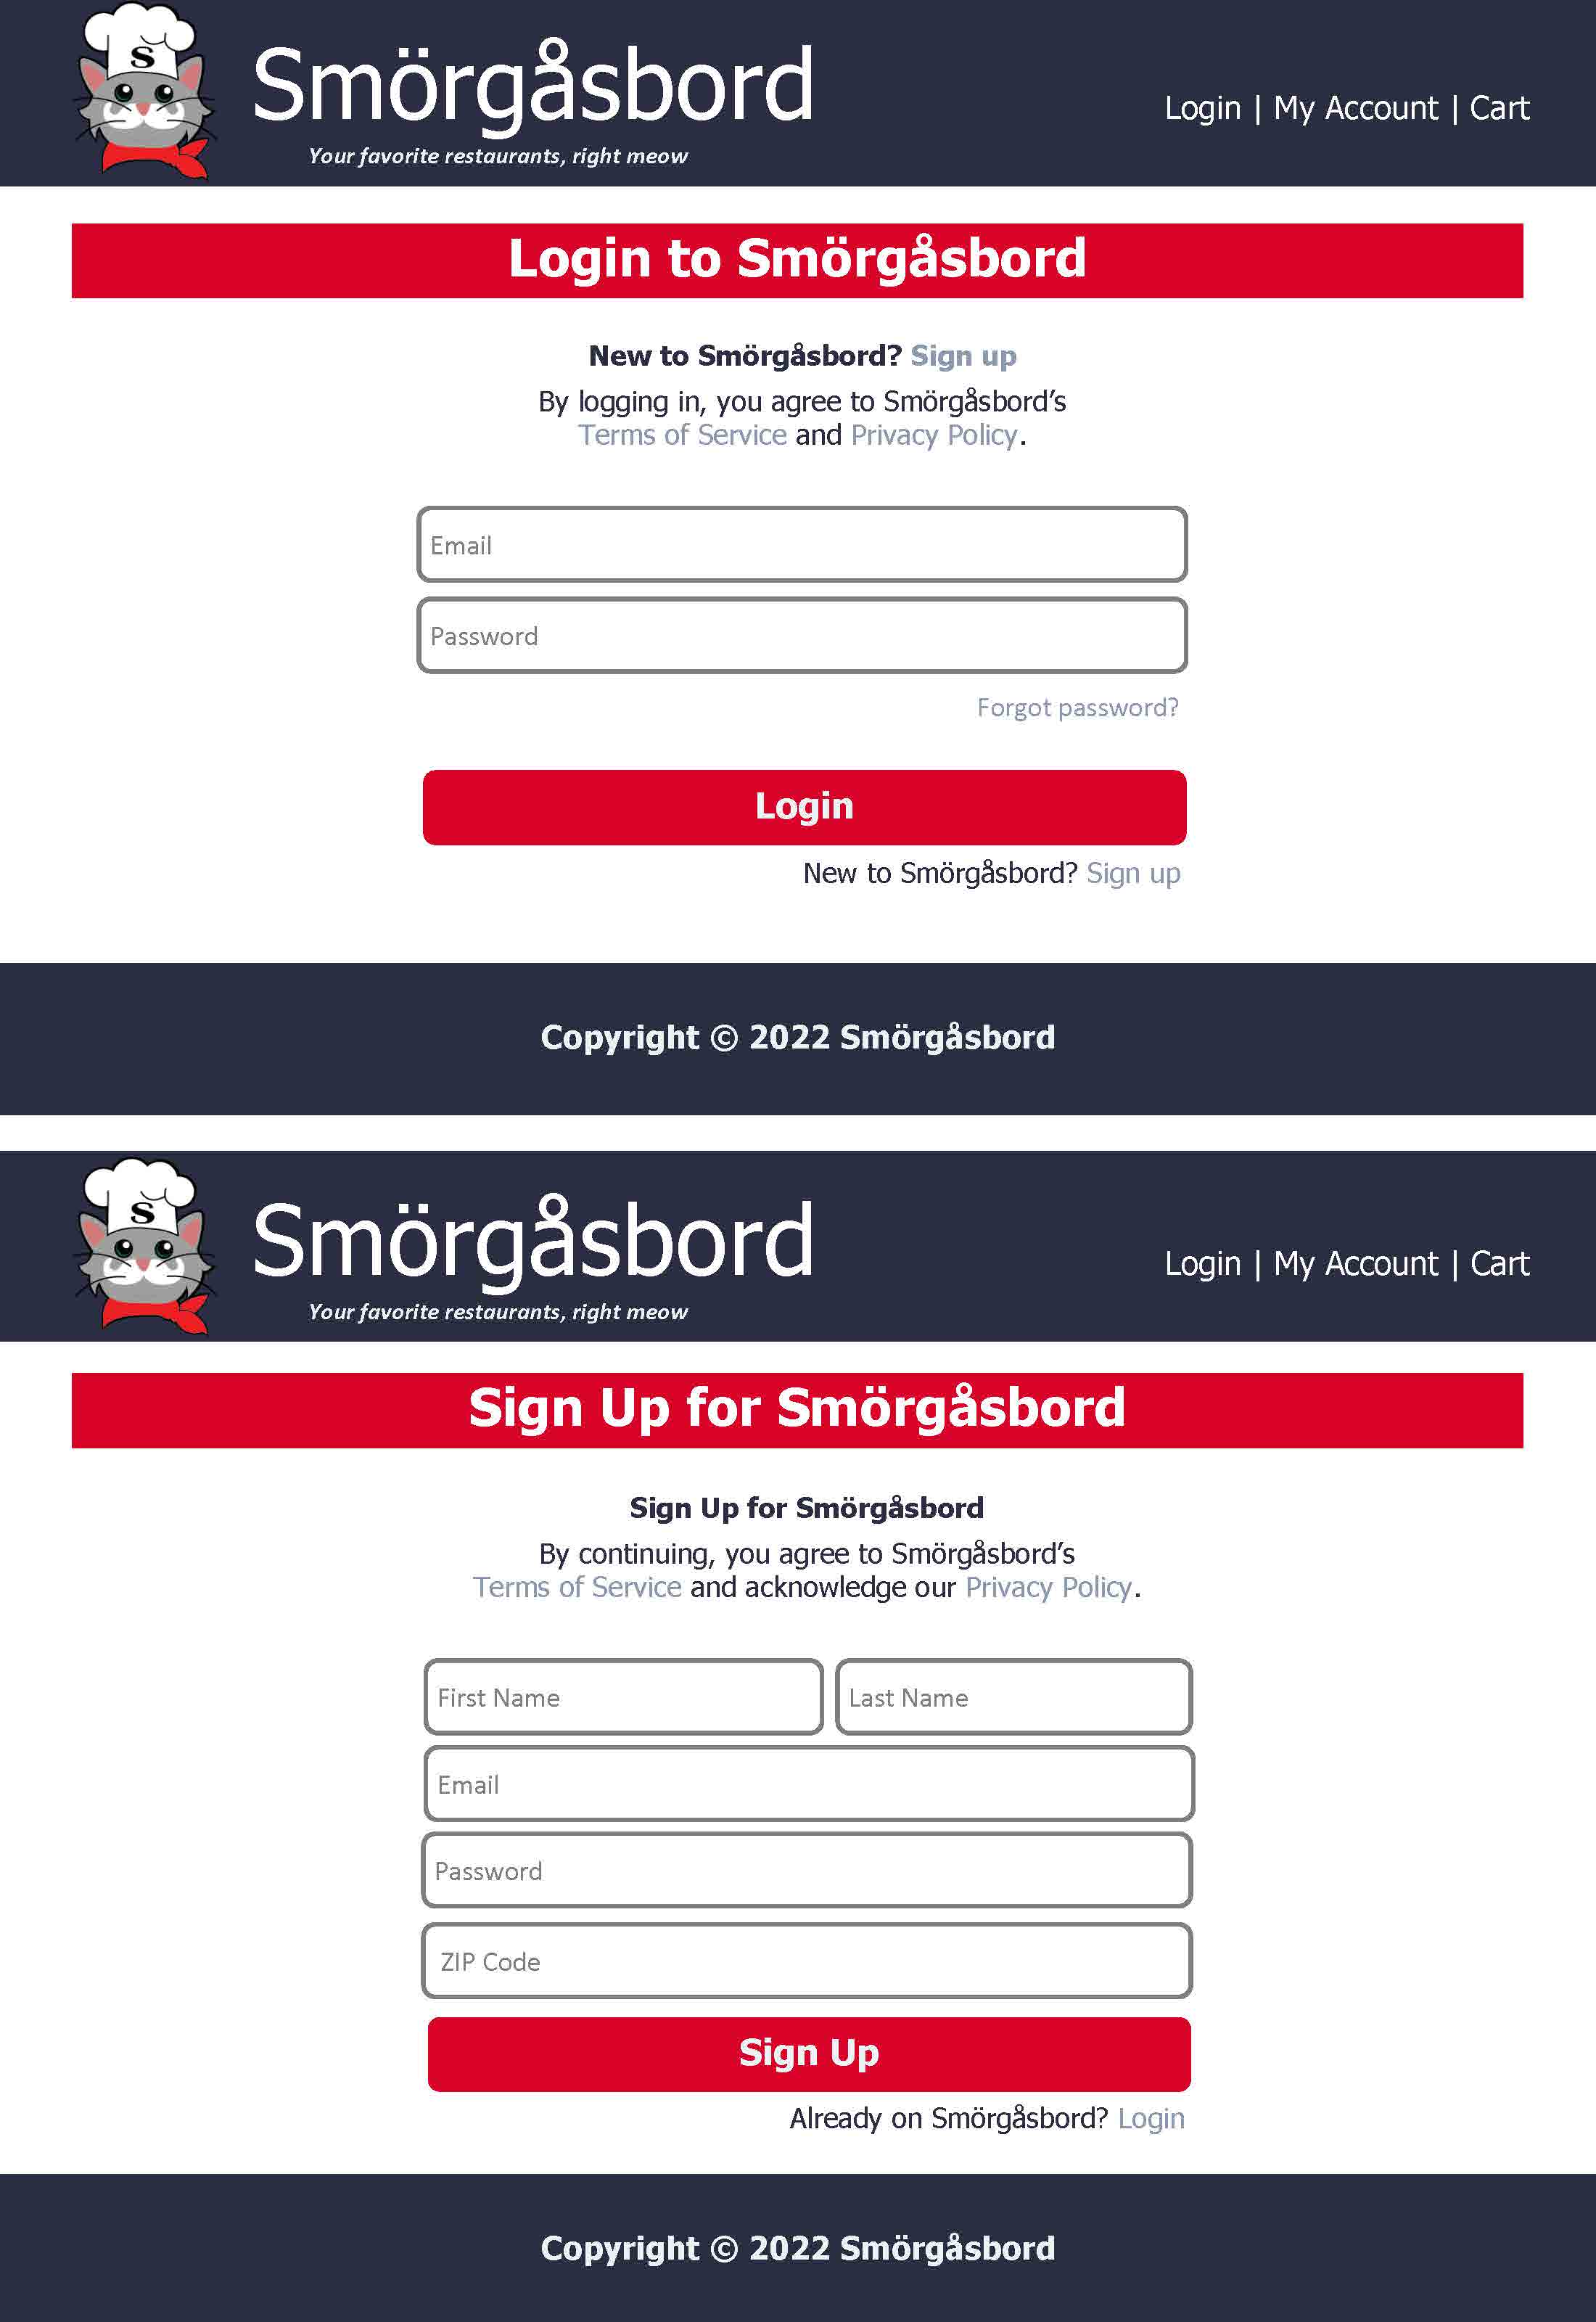 S
Smörgåsbord
Your favorite restaurants, right meow
Login | My Account | Cart
Login to Smörgåsbord
New to Smörgåsbord? Sign up
By logging in, you agree to Smörgåsbord’s
Terms of Service and Privacy Policy.
Email
Password
Forgot password?
Login
New to Smörgåsbord? Sign up
Copyright © 2022 Smörgåsbord
S
Smörgåsbord
Your favorite restaurants, right meow
Login | My Account | Cart
Sign Up for Smörgåsbord
Sign Up for Smörgåsbord
By continuing, you agree to Smörgåsbord’s
Terms of Service and acknowledge our Privacy Policy.
First Name
Last Name
Email
Password
ZIP Code
Sign Up
Already on Smörgåsbord? Login
Copyright © 2022 Smörgåsbord